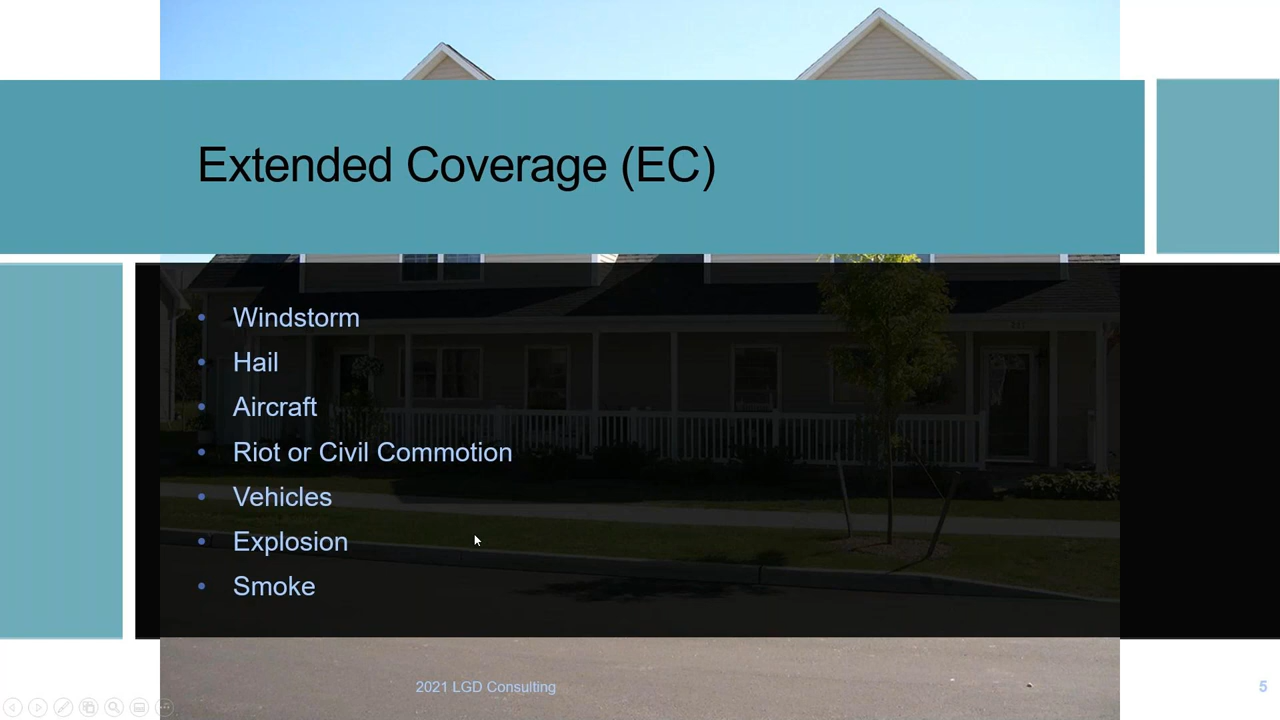 Extended Coverage (EC)
• Windstorm
• Hail
• Aircraft
• Riot or Civil Commotion
• Vehicles
• Explosion
• Smoke
2021 LGD Consulting
5